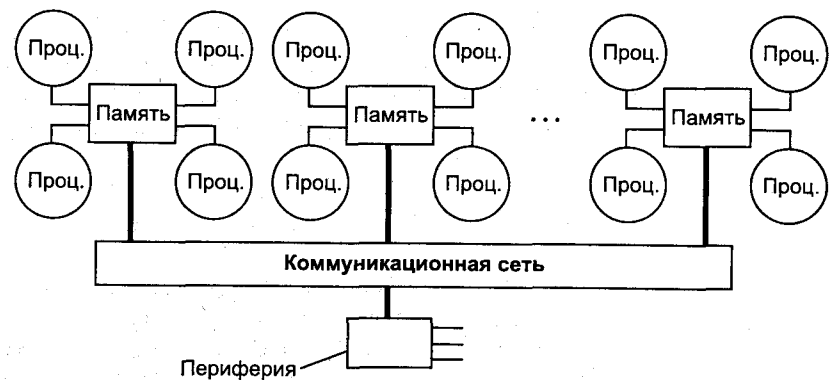 Проц. Проц. Проц. Проц. Проц. Проц.
Память Память ... Память
Проц. Проц. Проц. Проц. Проц. Проц.
Коммуникационная сеть
Периферия